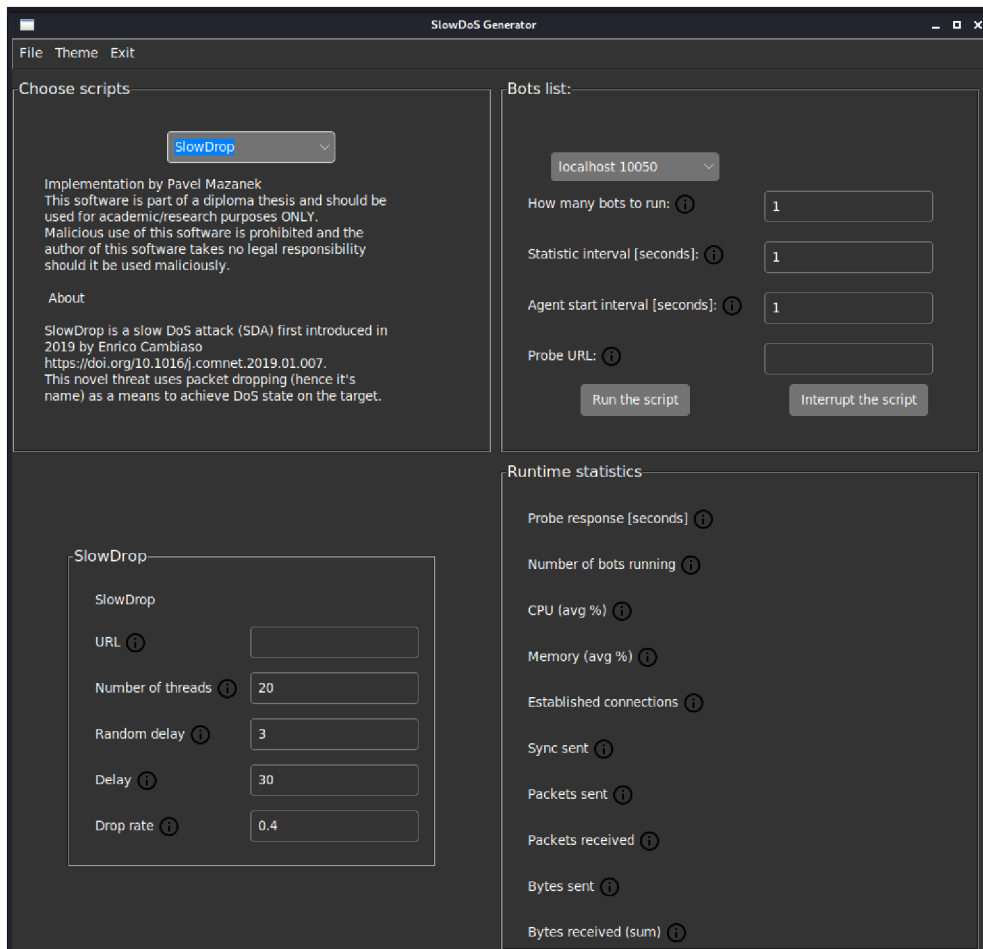 SlowDoS Generator
File Theme Exit
Choose scripts
SlowDrop
Implementation by Pavel Mazanek
This software is part of a diploma thesis and should be
used for academic/research purposes ONLY.
Malicious use of this software is prohibited and the
author of this software takes no legal responsibility
should it be used maliciously.
About
SlowDrop is a slow DoS attack (SDA) first introduced in
2019 by Enrico Cambiaso
https://doi.org/10.1016/j.comnet.2019.01.007.
This novel threat uses packet dropping (hence it's
name) as a means to achieve DoS state on the target.
Bots list:
localhost 10050
How many bots to run: 1
Statistic interval [seconds]: 1
Agent start interval [seconds]: 1
Probe URL:
Run the script Interrupt the script
SlowDrop
SlowDrop
URL
Number of threads 20
Random delay 3
Delay 30
Drop rate 0.4
Runtime statistics
Probe response [seconds]
Number of bots running
CPU (avg %)
Memory (avg %)
Established connections
Sync sent
Packets sent
Packets received
Bytes sent
Bytes received (sum)